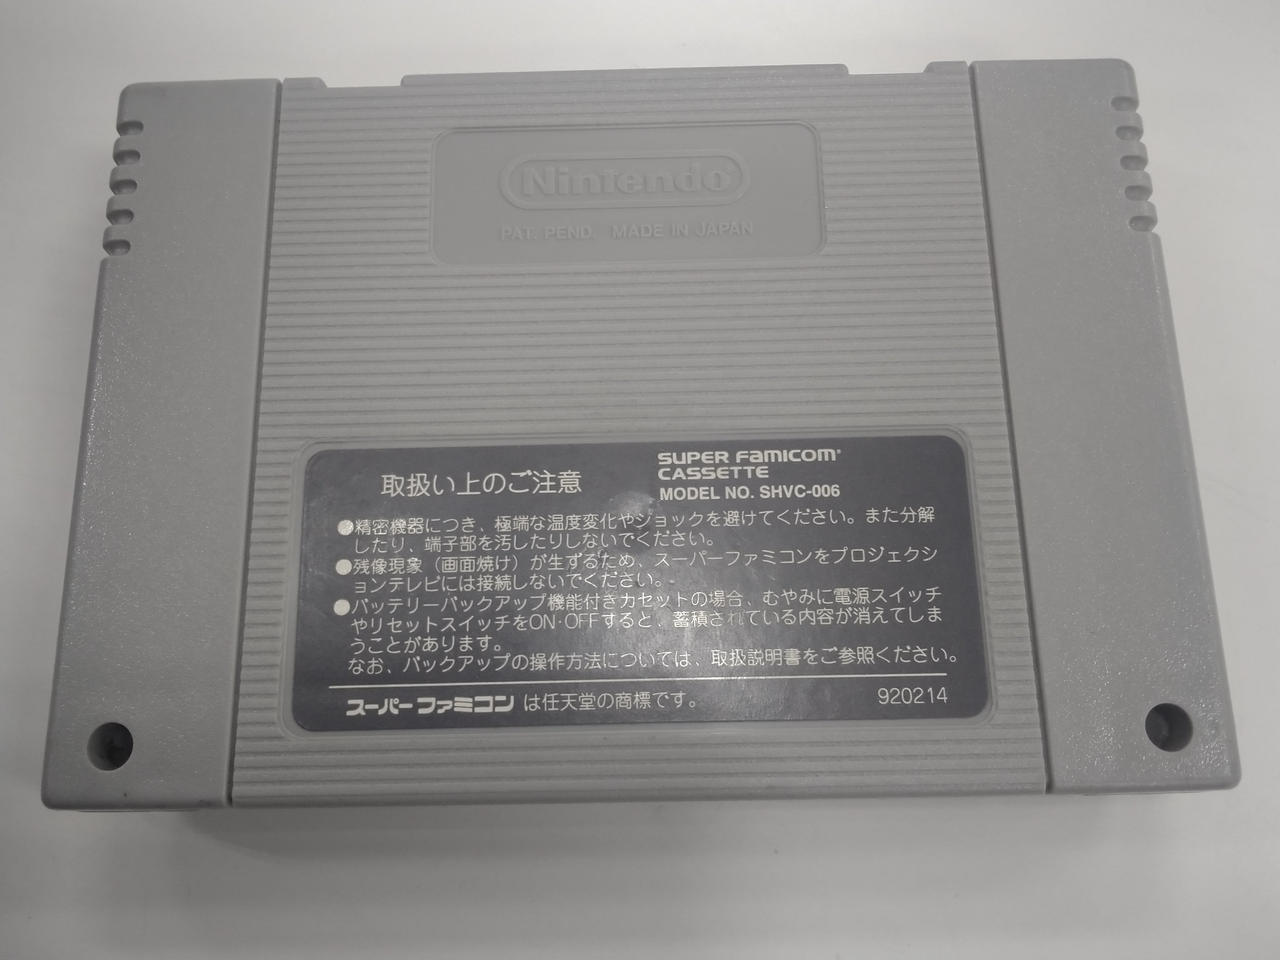 Nintendo
PAT. PEND. MADE IN JAPAN
取扱い上のご注意
SUPER FAMICOM
CASSETTE
MODEL NO. SHVC-006
●精密機器につき、極端な温度変化やショックを避けてください。また分解
したり、端子部を汚したりしないでください。
●残像現象（画面焼け）が生ずるため、スーパーファミコンをプロジェクシ
ョンテレビには接続しないでください。
●バッテリーバックアップ機能付きカセットの場合、むやみに電源スイッチ
やリセットスイッチをON・OFFすると、蓄積されている内容が消えてしま
うことがあります。
なお、バックアップの操作方法については、取扱説明書をご参照ください。
スーパーファミコンは任天堂の商標です。
920214